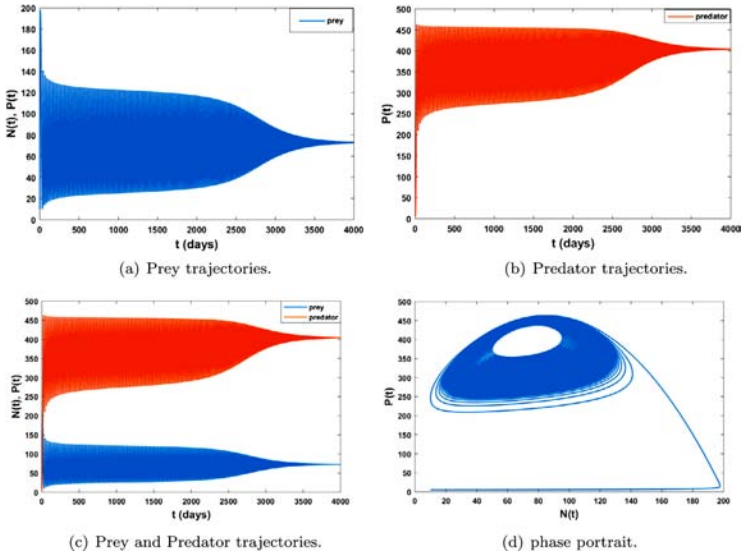 200
180
160
140
120
100
80
60
40
20
0
N(t), P(t)
prey
0 500 1000 1500 2000 2500 3000 3500 4000
t (days)
(a) Prey trajectories.
500
450
400
350
300
250
200
150
100
50
0
P(t)
predator
0 500 1000 1500 2000 2500 3000 3500 4000
t (days)
(b) Predator trajectories.
500
450
400
350
300
250
200
150
100
50
0
N(t), P(t)
prey
predator
0 500 1000 1500 2000 2500 3000 3500 4000
t (days)
(c) Prey and Predator trajectories.
500
450
400
350
300
250
200
150
100
50
0
P(t)
0 20 40 60 80 100 120 140 160 180 200
N(t)
(d) phase portrait.